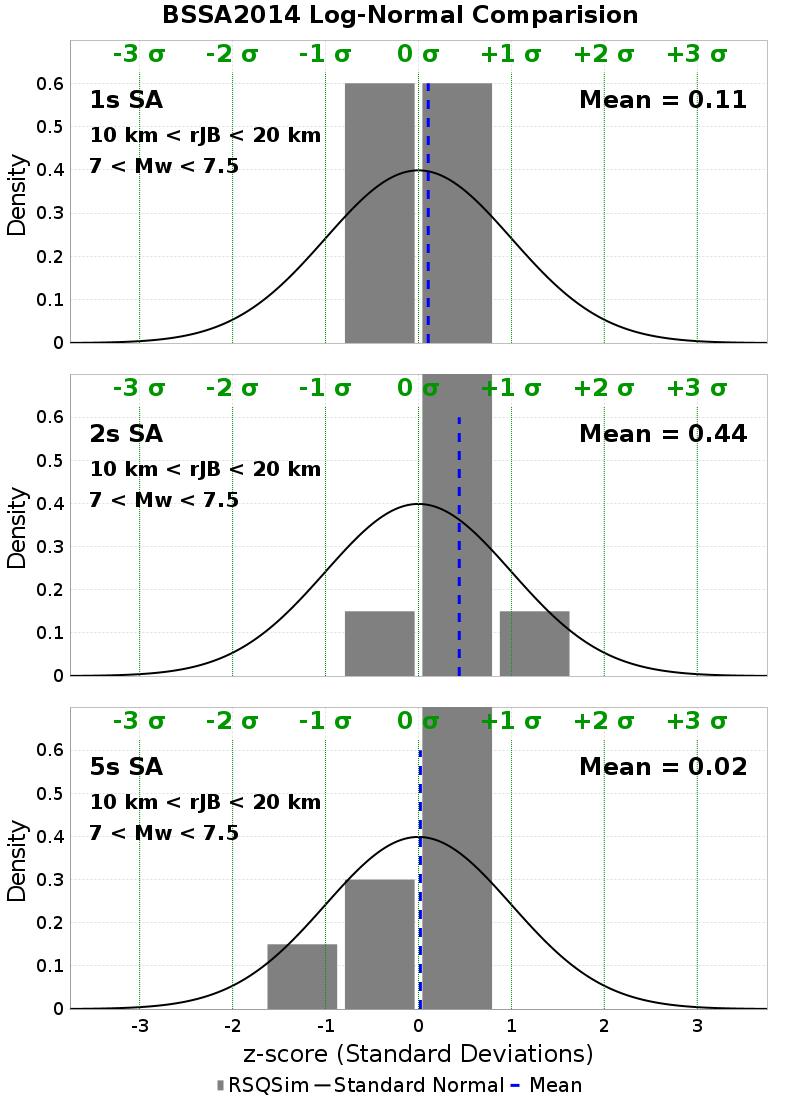 BSSA2014 Log-Normal Comparision
-3 σ -2 σ -1 σ 0 σ +1 σ +2 σ +3 σ
1s SA
Mean = 0.11
10 km < rJB < 20 km
7 < Mw < 7.5
0.6
0.5
0.4
0.3
0.2
0.1
0
Density
-3 σ -2 σ -1 σ 0 σ +1 σ +2 σ +3 σ
2s SA
Mean = 0.44
10 km < rJB < 20 km
7 < Mw < 7.5
0.6
0.5
0.4
0.3
0.2
0.1
0
Density
-3 σ -2 σ -1 σ 0 σ +1 σ +2 σ +3 σ
5s SA
Mean = 0.02
10 km < rJB < 20 km
7 < Mw < 7.5
0.6
0.5
0.4
0.3
0.2
0.1
0
Density
-3 -2 -1 0 1 2 3
z-score (Standard Deviations)
RSQSim Standard Normal Mean